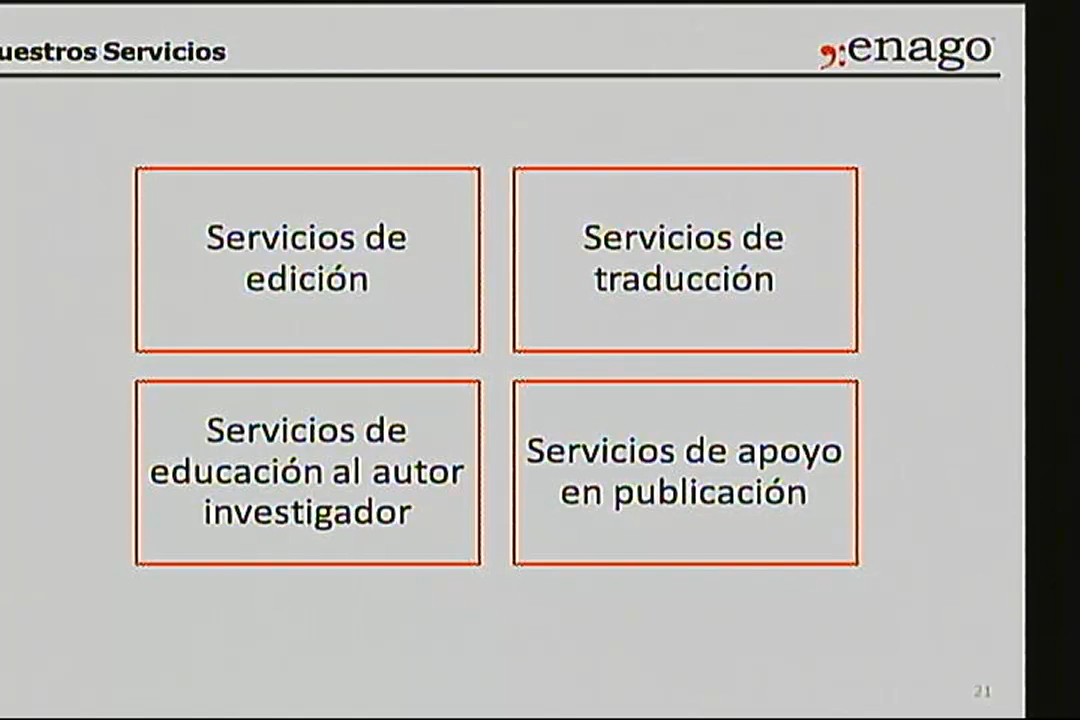 uestros Servicios
enago
Servicios de
edición
Servicios de
traducción
Servicios de
educación al autor
investigador
Servicios de apoyo
en publicación
21